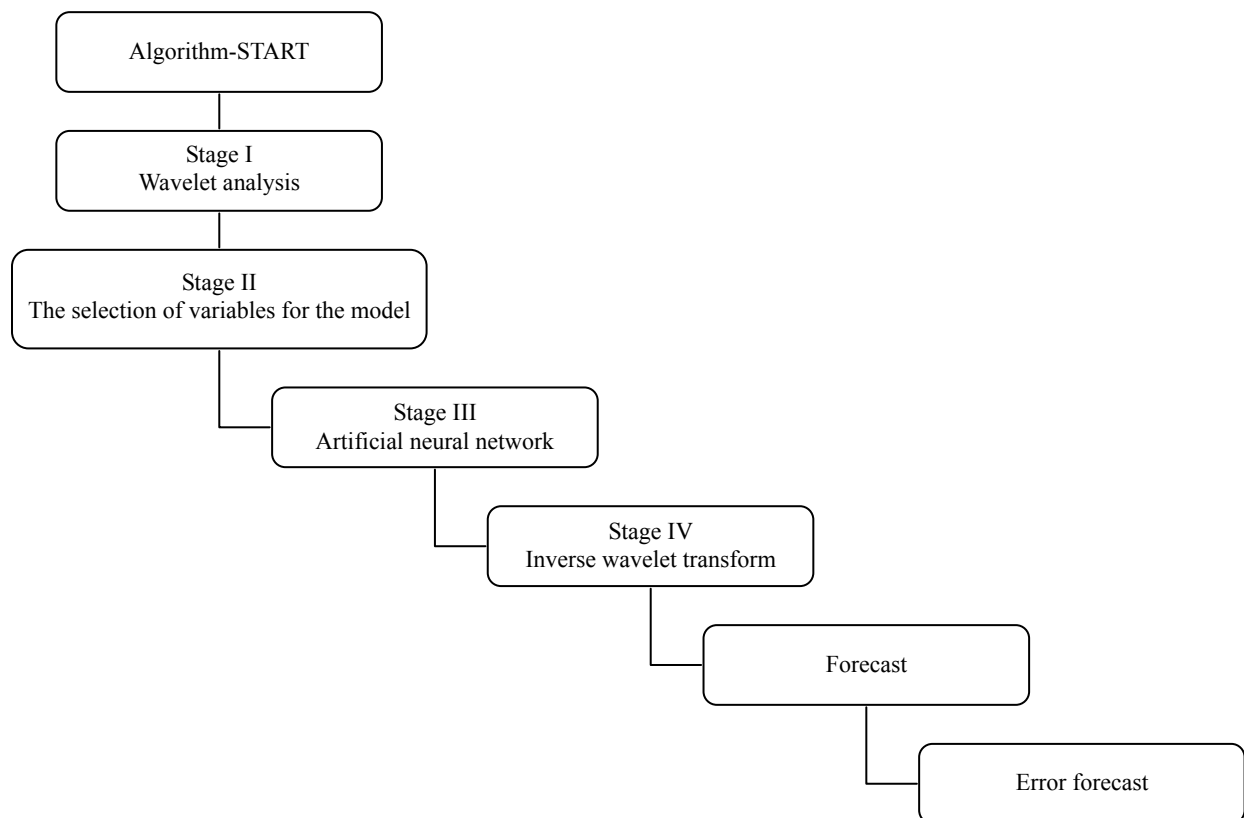 Algorithm-START
Stage I
Wavelet analysis
Stage II
The selection of variables for the model
Stage III
Artificial neural network
Stage IV
Inverse wavelet transform
Forecast
Error forecast